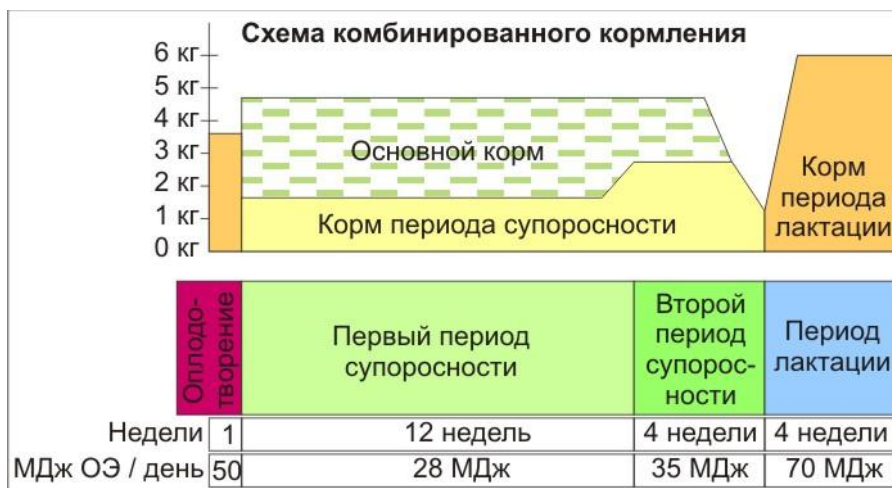 Схема комбинированного кормления
6 кг
5 кг
4 кг
3 кг
2 кг
1 кг
0 кг
Основной корм
Корм периода супоросности
Корм
периода
лактации
Оплодо-
творение
Первый период
супоросности
Второй
период
супорос-
ности
Период
лактации
Недели 1 12 недель 4 недели 4 недели
МДж ОЭ / день 50 28 МДж 35 МДж 70 МДж